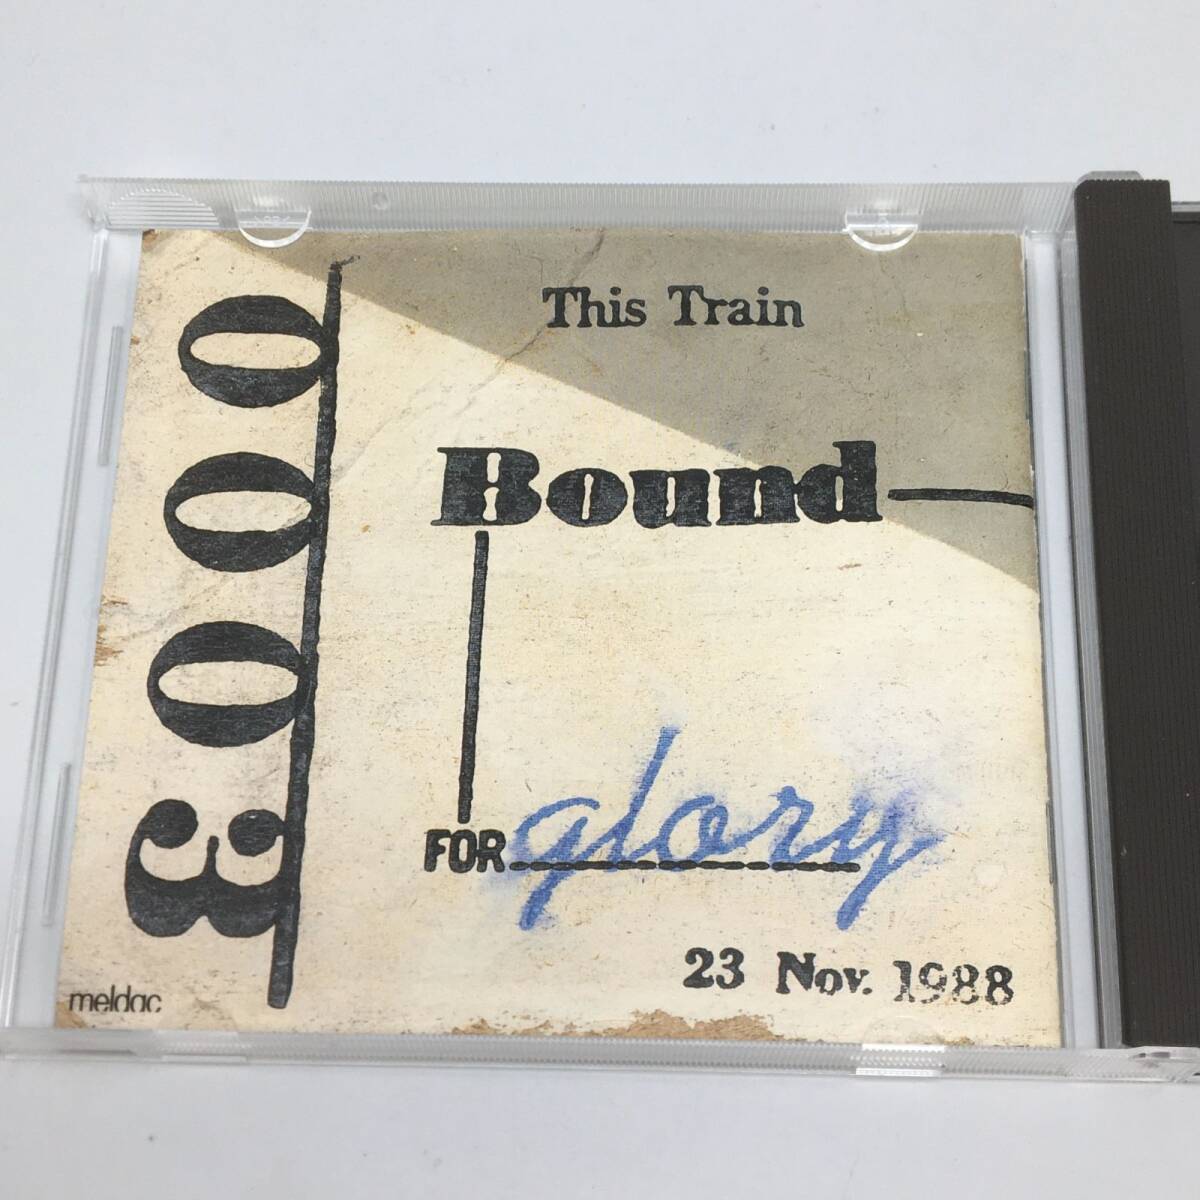 This Train
Bound
FOR glory
23 Nov. 1988
3000
meldac